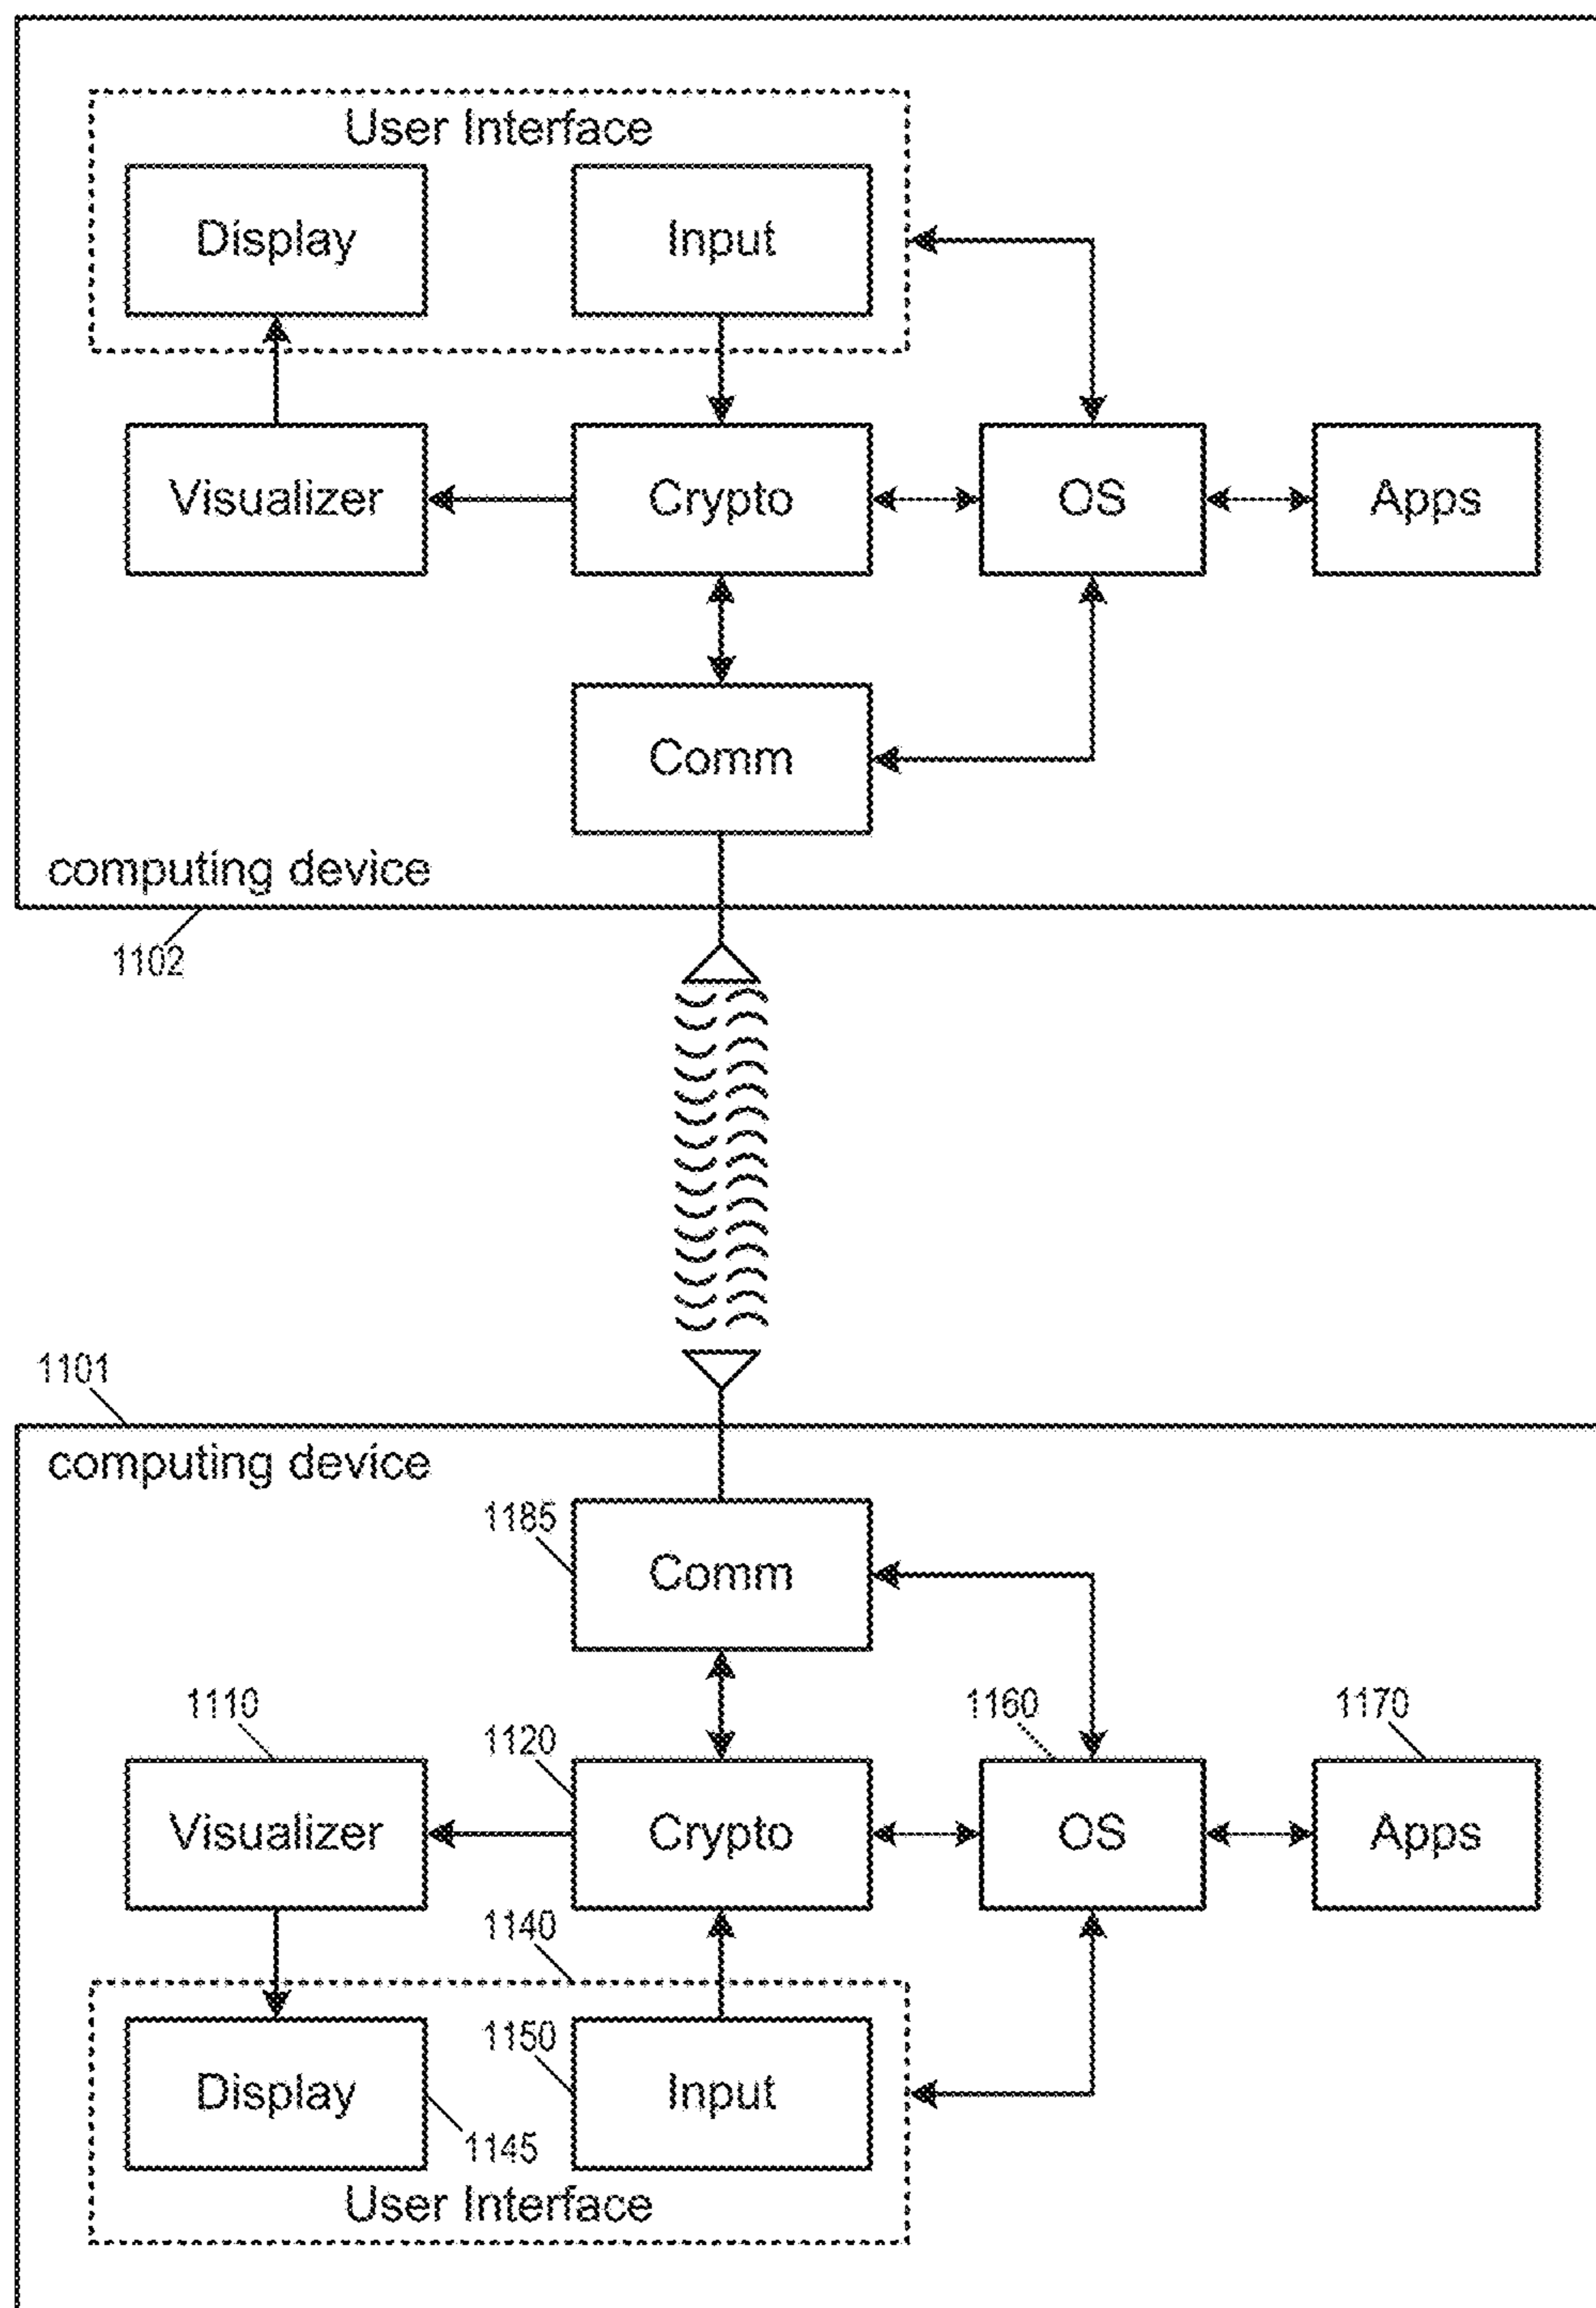 User Interface
Display
Input
Visualizer
Crypto
OS
Apps
Comm
computing device
1102
1101
computing device
1185
Comm
1110
1120
1160
1170
Visualizer
Crypto
OS
Apps
1140
1150
Display
Input
1145
User Interface